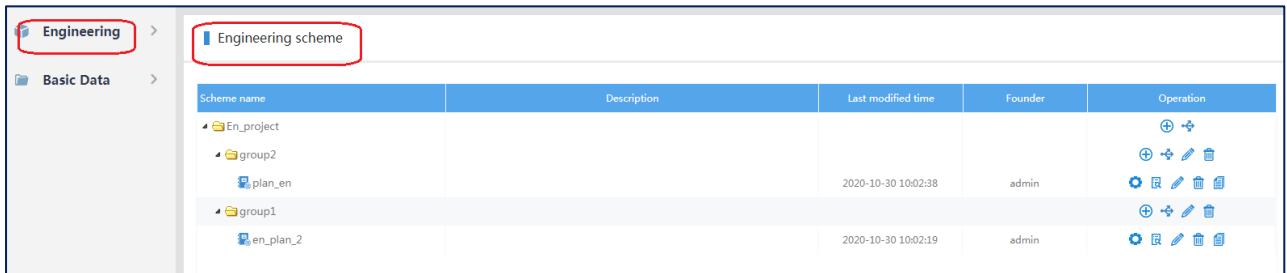 Engineering
Basic Data
Engineering scheme
Scheme name Description Last modified time Founder Operation
En_project
group2
plan_en 2020-10-30 10:02:38 admin
group1
en_plan_2 2020-10-30 10:02:19 admin